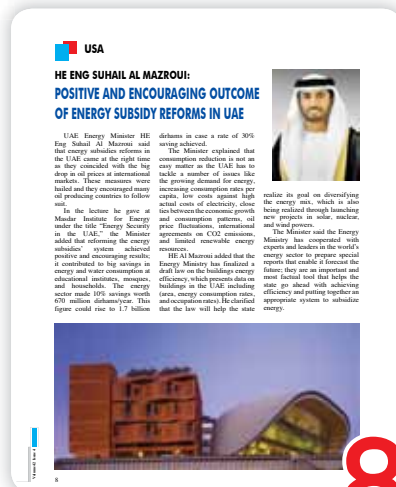 USA
HE ENG SUHAIL AL MAZROUI:
POSITIVE AND ENCOURAGING OUTCOME
OF ENERGY SUBSIDY REFORMS IN UAE
UAE Energy Minister HE
Eng Suhail Al Mazroui said
that energy subsidies reforms in
the UAE came at the right time
as they coincided with the big
drop in oil prices at international
markets. These measures were
hailed and they encouraged many
oil producing countries to follow
suit.
In the lecture he gave at
Masdar Institute for Energy
under the title “Energy Security
in the UAE,” the Minister
added that reforming the energy
subsidies’ system achieved
positive and encouraging results;
it contributed to big savings in
energy and water consumption at
educational institutes, mosques,
and households. The energy
sector made 10% savings worth
670 million dirhams/year. This
figure could rise to 1.7 billion
dirhams in case a rate of 30%
saving achieved.
The Minister explained that
consumption reduction is not an
easy matter as the UAE has to
tackle a number of issues like
the growing demand for energy,
increasing consumption rates per
capita, low costs against high
actual costs of electricity, close
ties between the economic growth
and consumption patterns, oil
price fluctuations, international
agreements on CO2 emissions,
and limited renewable energy
resources.
HE Al Mazroui added that the
Energy Ministry has finalized a
draft law on the buildings energy
efficiency, which presents data on
buildings in the UAE including
(area, energy consumption rates,
and occupation rates). He clarified
that the law will help the state
realize its goal on diversifying
the energy mix, which is also
being realized through launching
new projects in solar, nuclear,
and wind powers.
The Minister said the Energy
Ministry has cooperated with
experts and leaders in the world’s
energy sector to prepare special
reports that enable it forecast the
future; they are an important and
most factual tool that helps the
state go ahead with achieving
efficiency and putting together an
appropriate system to subsidize
energy.
8
8